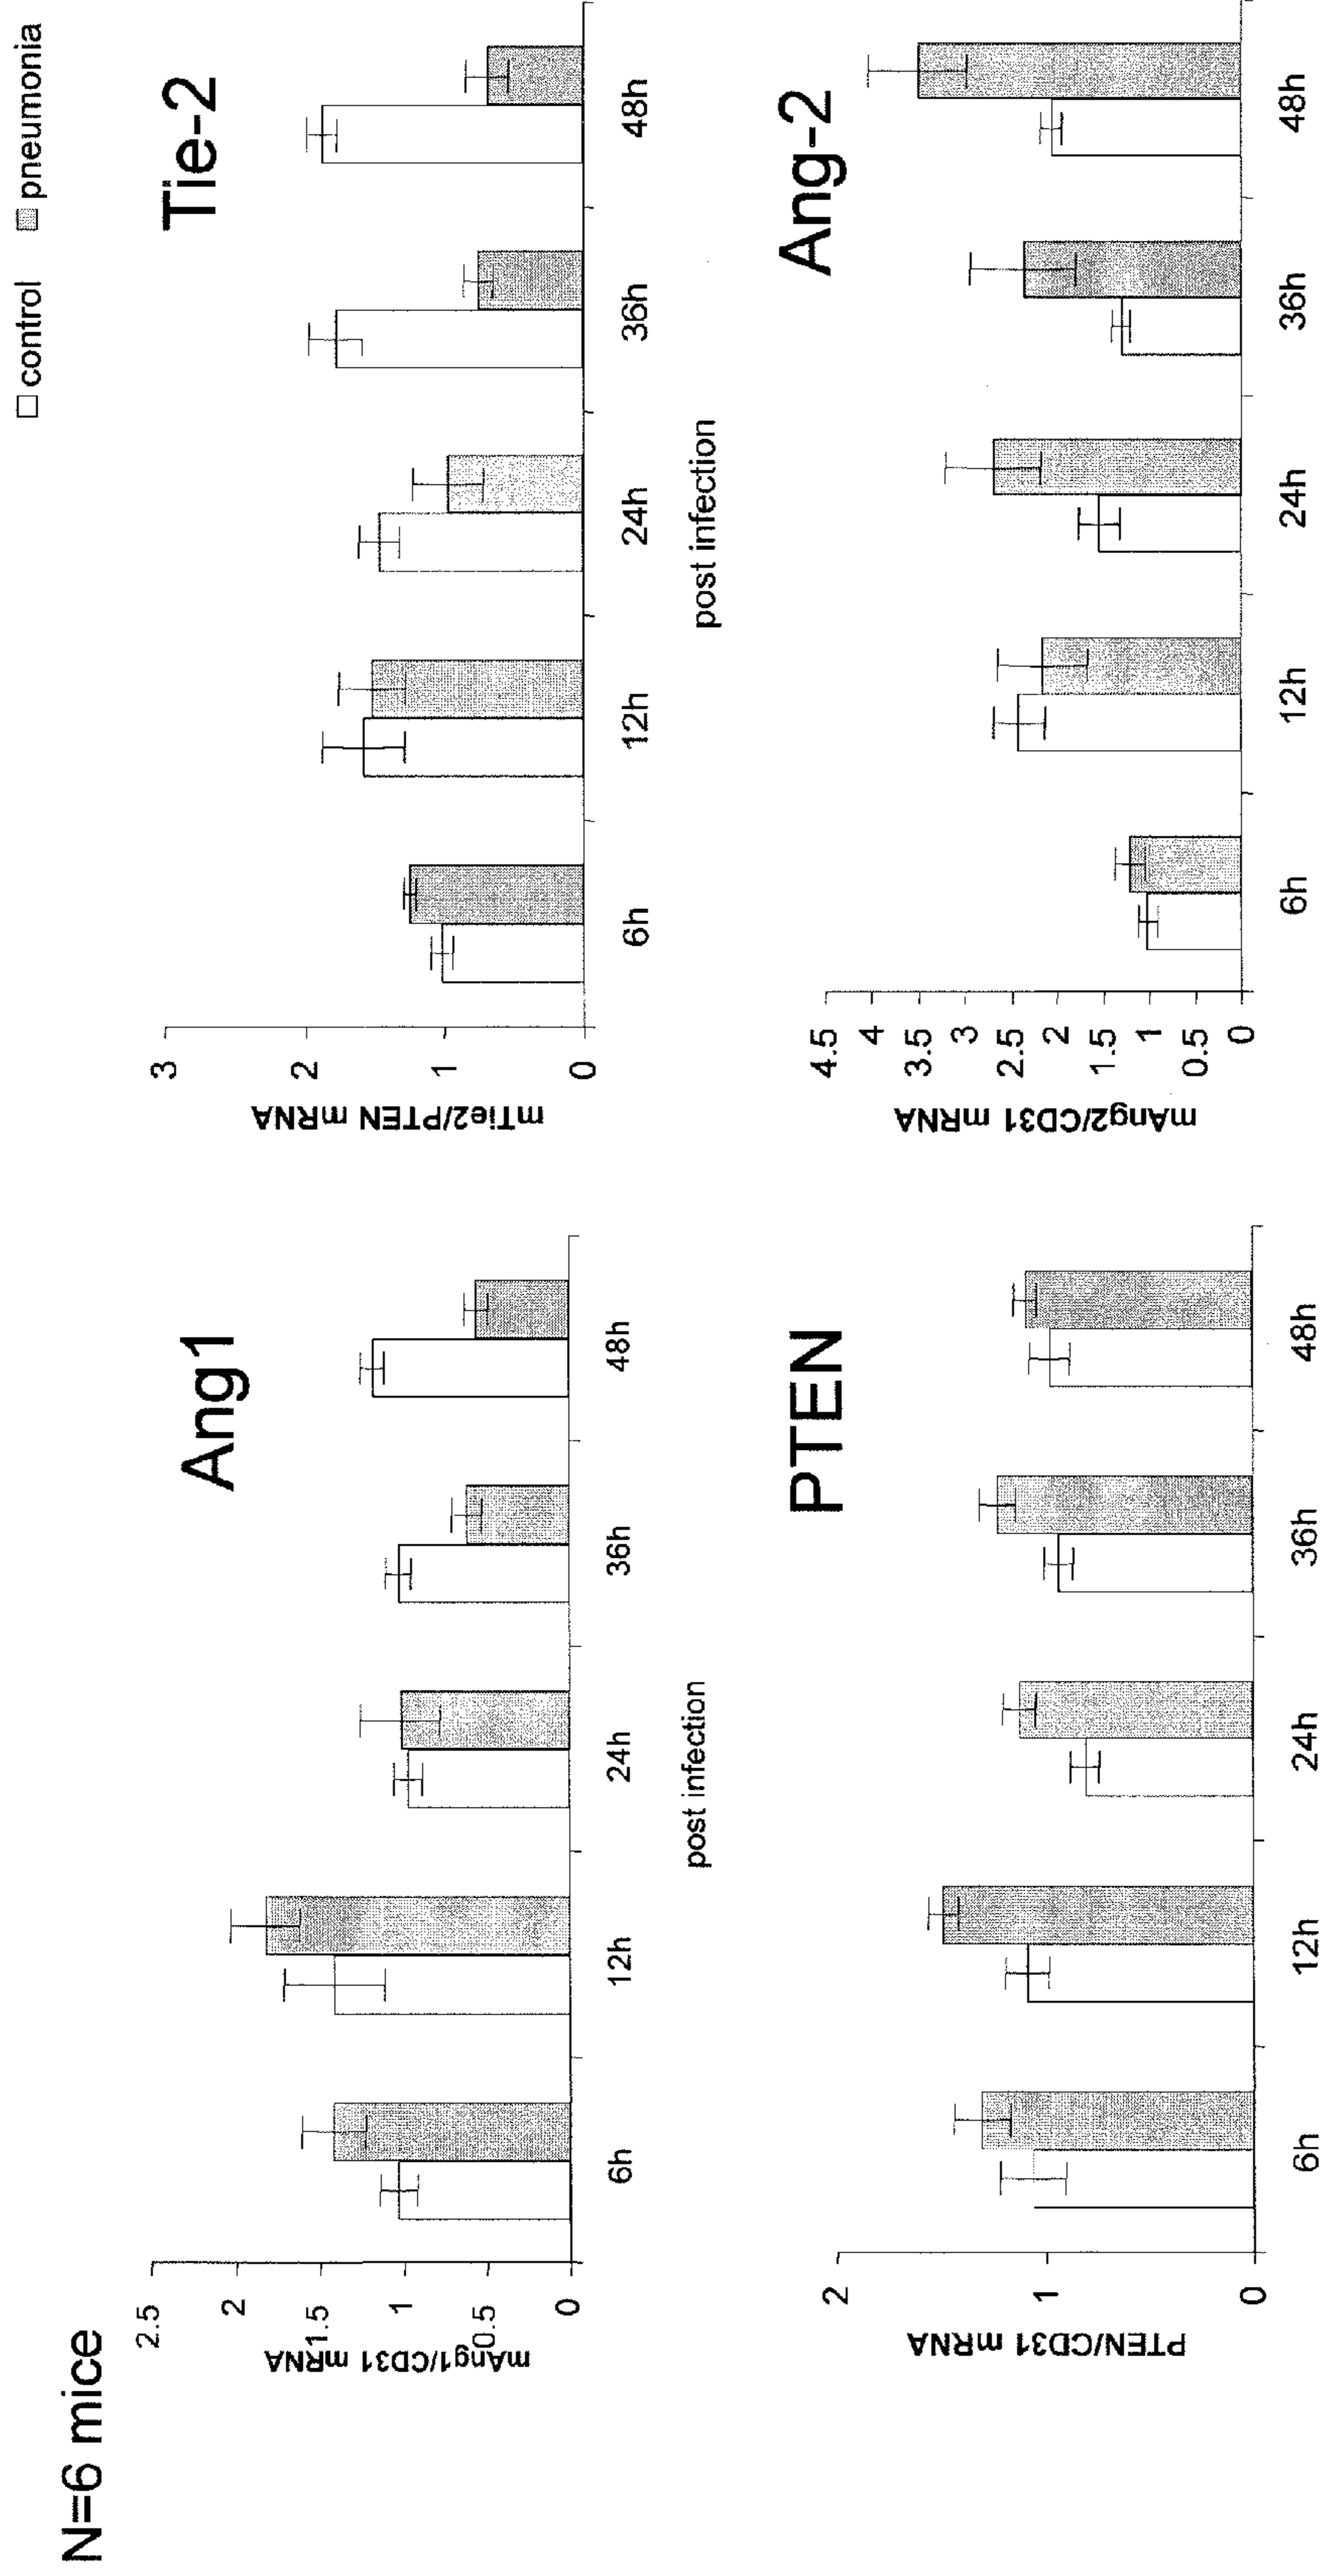 □ control ▩ pneumonia
N=6 mice
Ang1
mAng1/CD31 mRNA
2.5
2
1.5
1
0.5
0
6h 12h 24h 36h 48h
post infection
Tie-2
mTie2/PTEN mRNA
3
2
1
0
6h 12h 24h 36h 48h
post infection
PTEN
PTEN/CD31 mRNA
2
1
0
6h 12h 24h 36h 48h
Ang-2
mAng2/CD31 mRNA
4.5
4
3.5
3
2.5
2
1.5
1
0.5
0
6h 12h 24h 36h 48h